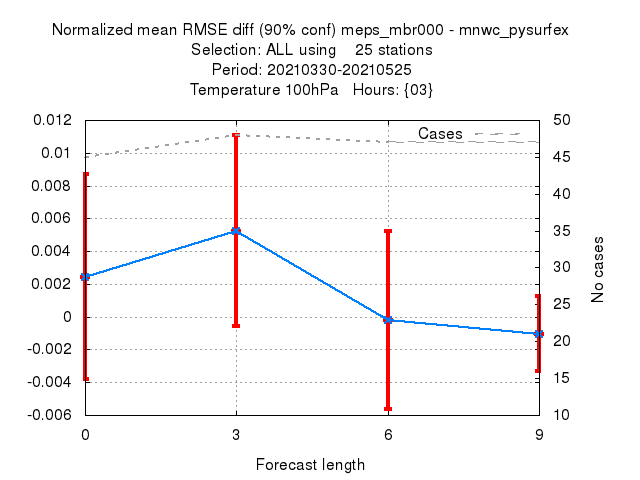 Normalized mean RMSE diff (90% conf) meps_mbr000 - mnwc_pysurfex
Selection: ALL using 25 stations
Period: 20210330-20210525
Temperature 100hPa Hours: {03}
Cases
0.012
0.01
0.008
0.006
0.004
0.002
0
-0.002
-0.004
-0.006
50
45
40
35
30
25
20
15
10
No cases
0 3 6 9
Forecast length